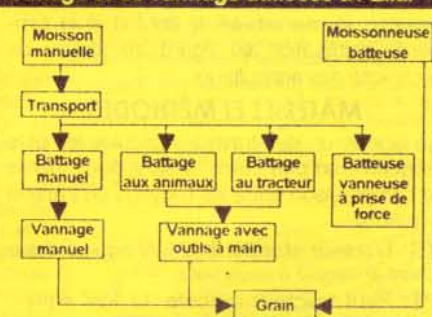 Moisson
manuelle
Moissonneuse
batteuse
Transport
Battage
manuel
Battage
aux animaux
Battage
au tracteur
Batteuse
vanneuse
à prise de
force
Vannage
manuel
Vannage avec
outils à main
Grain